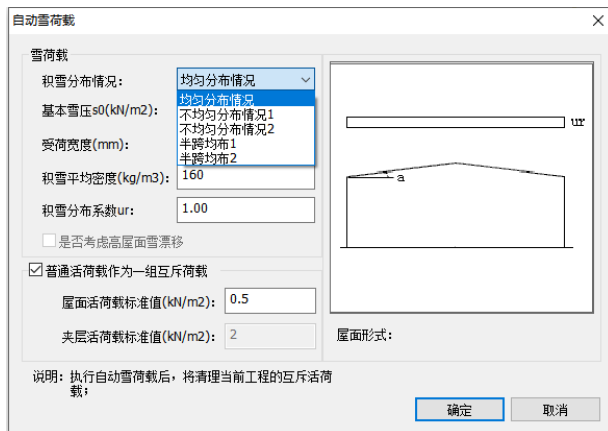 自动雪荷载
雪荷载
积雪分布情况： 均匀分布情况
均匀分布情况
不均匀分布情况1
不均匀分布情况2
半跨均布1
半跨均布2
基本雪压s0(kN/m2)：
受荷宽度(mm)：
积雪平均密度(kg/m3)： 160
积雪分布系数ur： 1.00
是否考虑高屋面雪漂移
普通活荷载作为一组互斥荷载
屋面活荷载标准值(kN/m2)： 0.5
夹层活荷载标准值(kN/m2)： 2
ur
a
屋面形式：
说明：执行自动雪荷载后，将清理当前工程的互斥活荷
载；
确定 取消